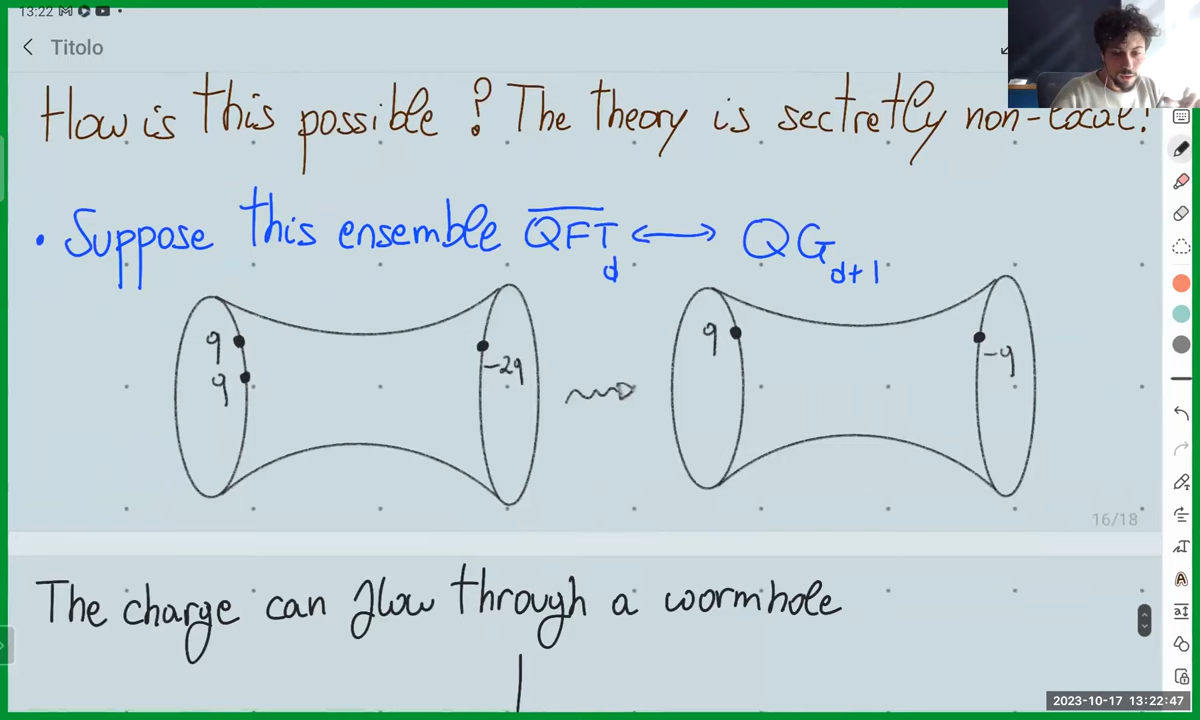 13:22
Titolo
How is this possible? The theory is sectretly non-local!
• Suppose this ensemble QFT_d ⟷ QG_d+1
q q -2q q -q
16/18
The charge can flow through a wormhole
2023-10-17 13:22:47